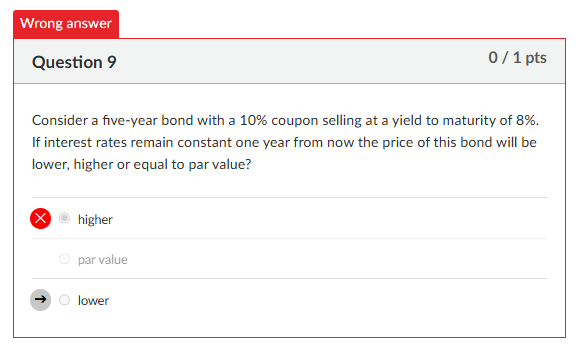 Wrong answer
Question 9
0 / 1 pts
Consider a five-year bond with a 10% coupon selling at a yield to maturity of 8%.
If interest rates remain constant one year from now the price of this bond will be
lower, higher or equal to par value?
higher
par value
lower